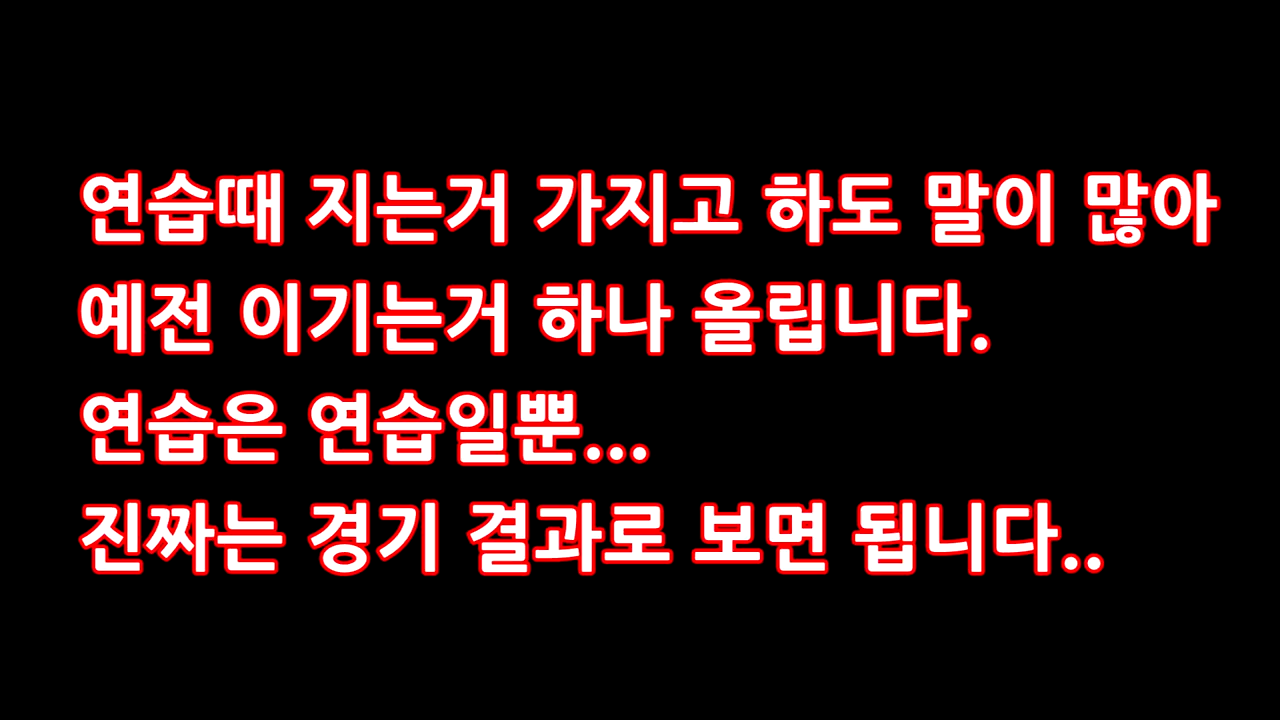 연습때 지는거 가지고 하도 말이 많아
예전 이기는거 하나 올립니다.
연습은 연습일뿐...
진짜는 경기 결과로 보면 됩니다..